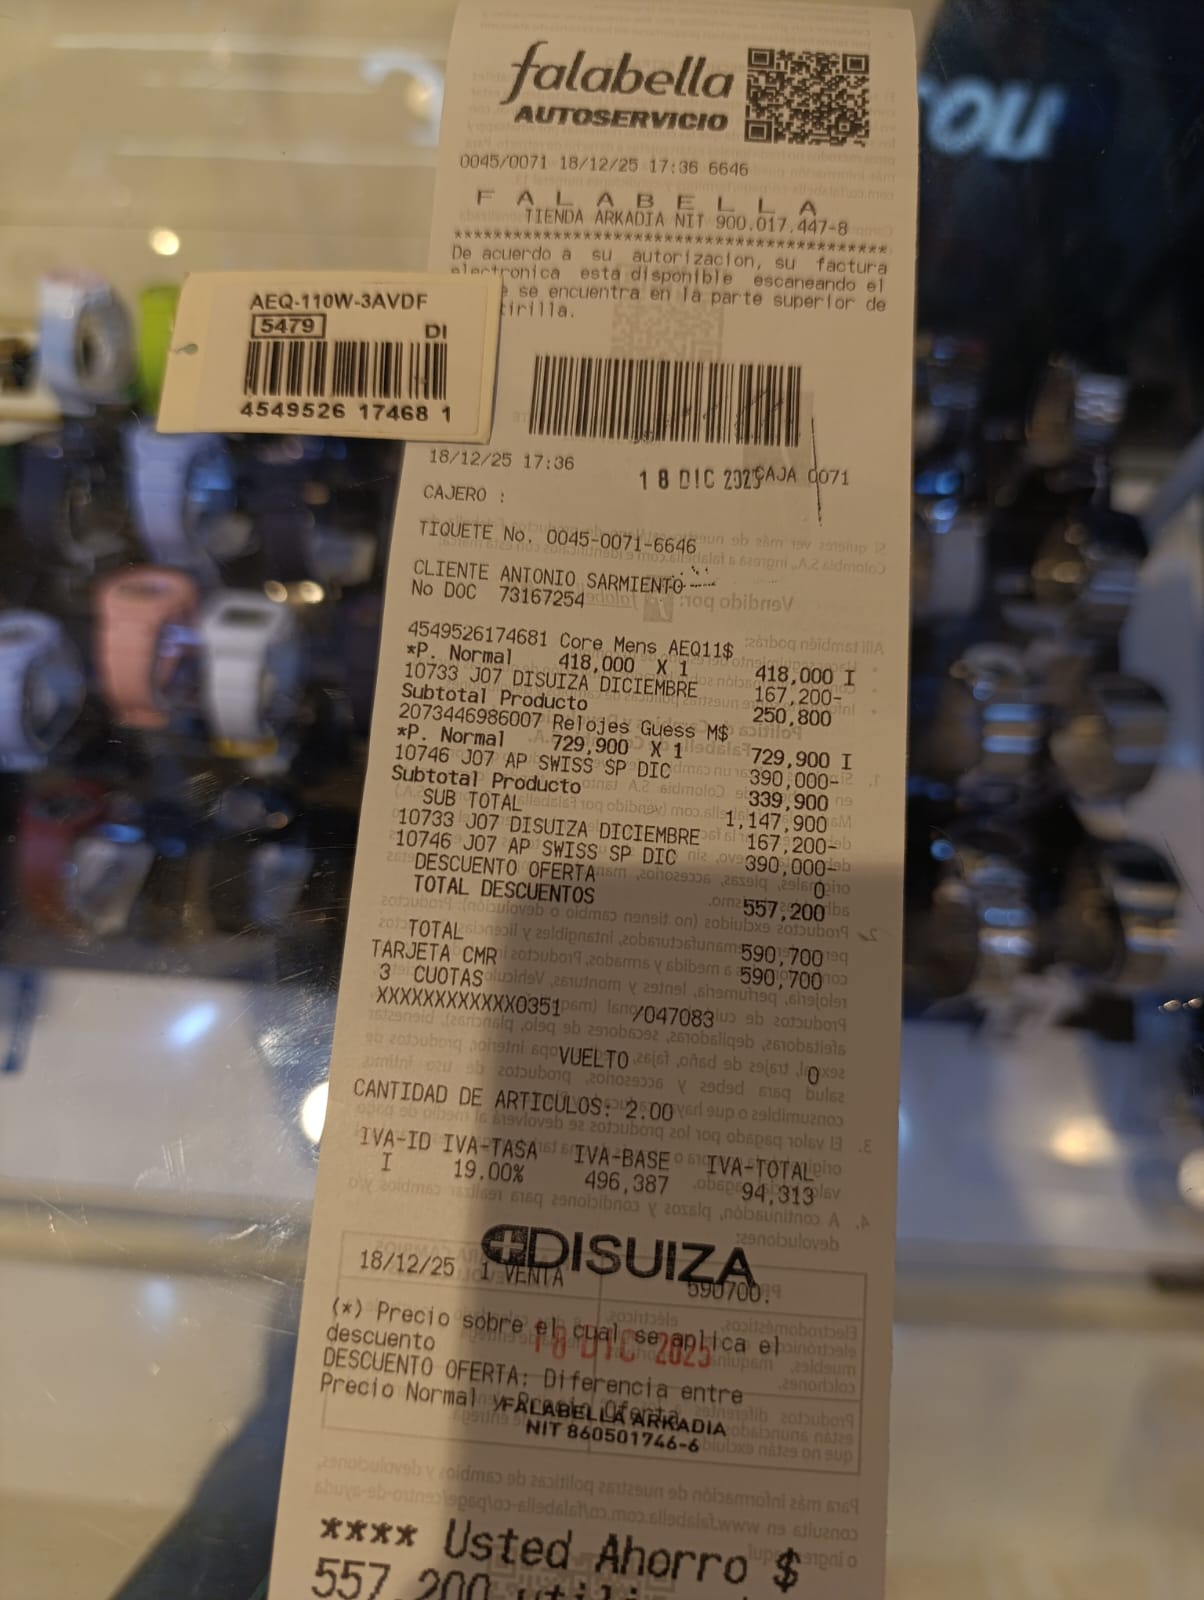 falabella
AUTOSERVICIO
0045/0071 18/12/25 17:36 6646
F A L A B E L L A
TIENDA ARKADIA NIT 900.017.447-8
******************************************
De acuerdo a su autorizacion, su factura
electronica esta disponible escaneando el
se encuentra en la parte superior de
tirilla.
AEQ-110W-3AVDF
5479 DI
4549526 17468 1
18/12/25 17:36
18 DIC 2025
CAJA 0071
CAJERO :
TIQUETE No. 0045-0071-6646
CLIENTE ANTONIO SARMIENTO
No DOC 73167254
4549526174681 Core Mens AEQ11$
*P. Normal 418,000 X 1 418,000 I
10733 J07 DISUIZA DICIEMBRE 167,200-
Subtotal Producto 250,800
2073446986007 Relojes Guess M$
*P. Normal 729,900 X 1 729,900 I
10746 J07 AP SWISS SP DIC 390,000-
Subtotal Producto 339,900
SUB TOTAL 1,147,900
10733 J07 DISUIZA DICIEMBRE 167,200-
10746 J07 AP SWISS SP DIC 390,000-
DESCUENTO OFERTA 0
TOTAL DESCUENTOS 557,200
TOTAL 590,700
TARJETA CMR 590,700
3 CUOTAS
XXXXXXXXXXXX0351 /047083
VUELTO 0
CANTIDAD DE ARTICULOS: 2.00
IVA-ID IVA-TASA IVA-BASE IVA-TOTAL
I 19.00% 496,387 94,313
DISUIZA
18/12/25 1 VENTA 590700.
(*) Precio sobre el cual se aplica el
descuento
18 DIC 2025
DESCUENTO OFERTA: Diferencia entre
Precio Normal y Precio Oferta
FALABELLA ARKADIA
NIT 860501746-6
**** Usted Ahorro $
557,200